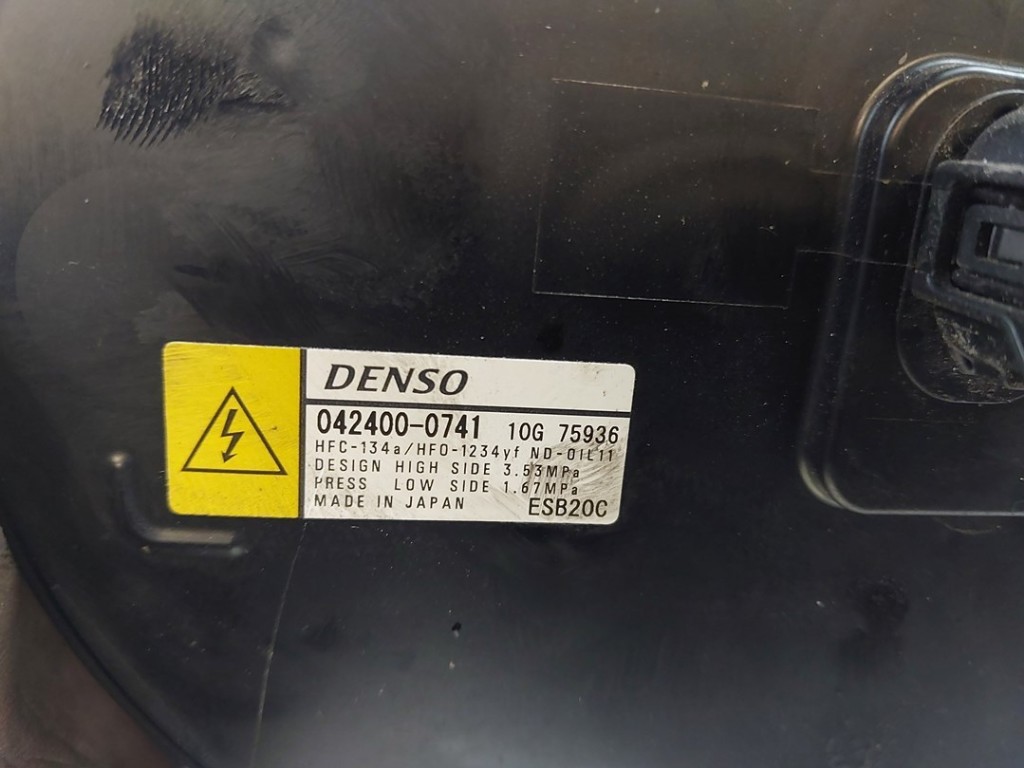 DENSO
042400-0741 10G 75936
HFC-134a/HFO-1234yf ND-OIL11
DESIGN HIGH SIDE 3.53MPa
PRESS LOW SIDE 1.67MPa
MADE IN JAPAN ESB20C